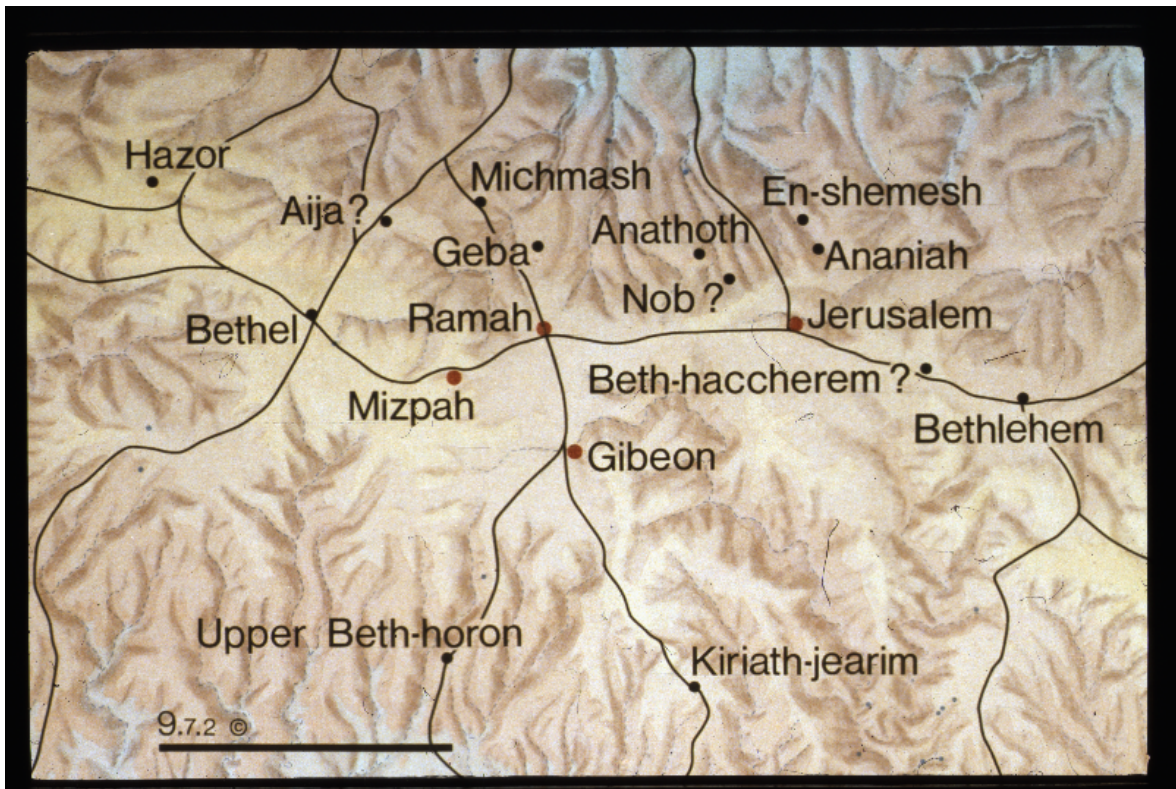 Hazor
Michmash
En-shemesh
Aija?
Anathoth
Geba
Ananiah
Nob ?
Bethel
Ramah
Jerusalem
Beth-haccherem ?
Mizpah
Bethlehem
Gibeon
Upper Beth-horon
Kiriath-jearim
9.7.2 ©